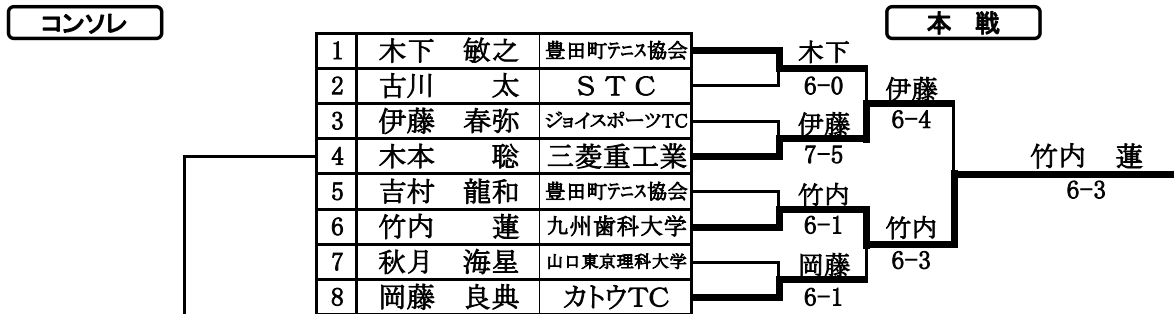 コンソレ
本　戦
1 木下　敏之 豊田町テニス協会
2 古川　太 ＳＴＣ
3 伊藤　春弥 ジョイスポーツTC
4 木本　聡 三菱重工業
5 吉村　龍和 豊田町テニス協会
6 竹内　蓮 九州歯科大学
7 秋月　海星 山口東京理科大学
8 岡藤　良典 カトウTC
木下
6-0
伊藤
7-5
竹内
6-1
岡藤
6-1
伊藤
6-4
竹内
6-3
竹内　蓮
6-3